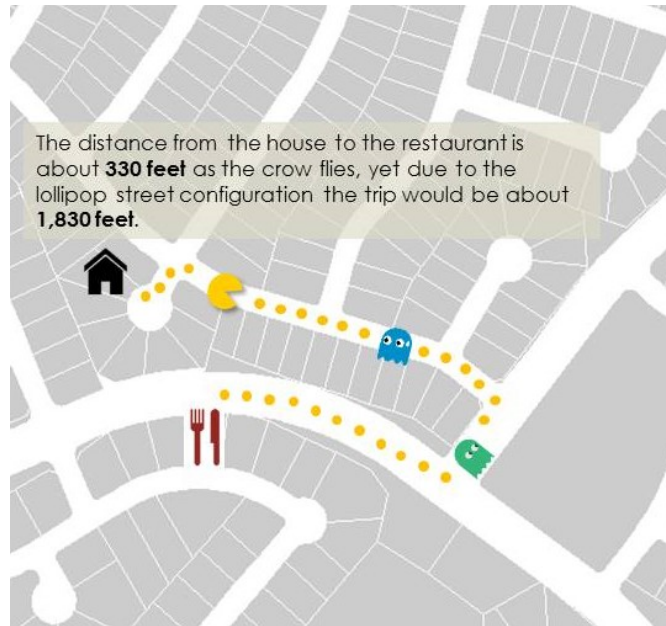 The distance from the house to the restaurant is
about 330 feet as the crow flies, yet due to the
lollipop street configuration the trip would be about
1,830 feet.